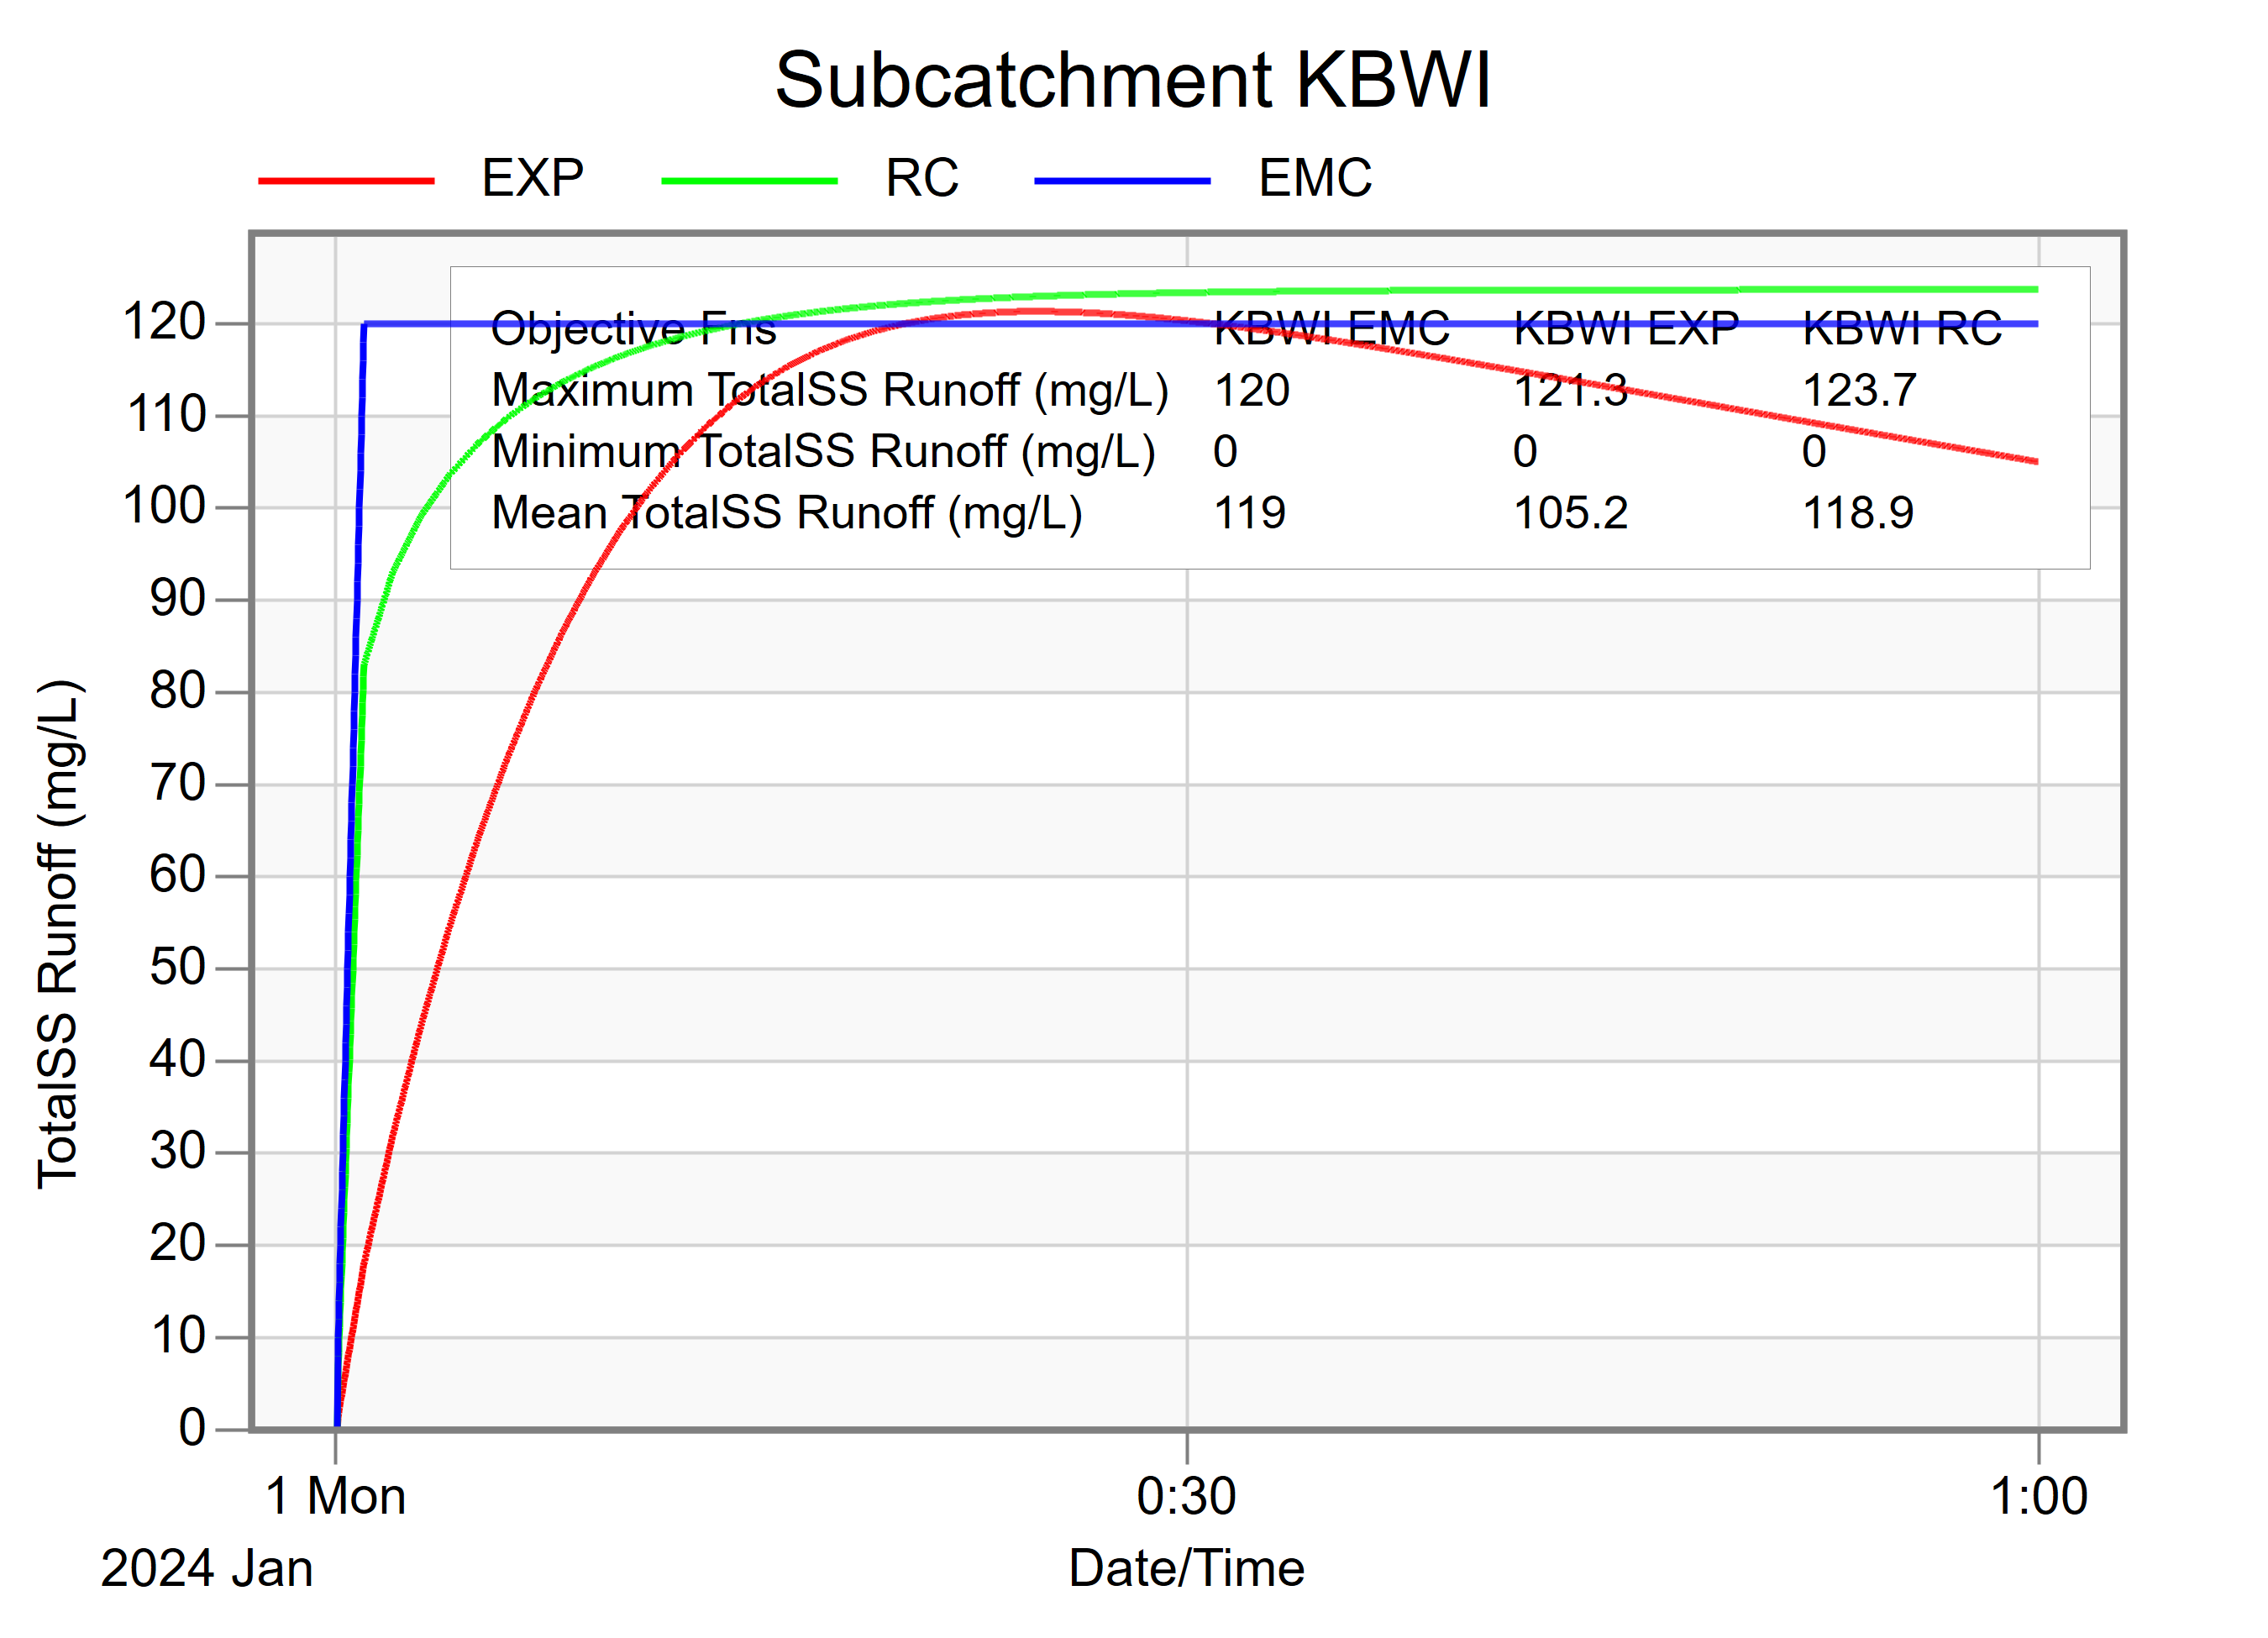 Subcatchment KBWI
EXP RC EMC
TotalSS Runoff (mg/L)
120
110
100
90
80
70
60
50
40
30
20
10
0
Objective Fns KBWI EMC KBWI EXP KBWI RC
Maximum TotalSS Runoff (mg/L) 120 121.3 123.7
Minimum TotalSS Runoff (mg/L) 0 0 0
Mean TotalSS Runoff (mg/L) 119 105.2 118.9
1 Mon 0:30 1:00
2024 Jan Date/Time